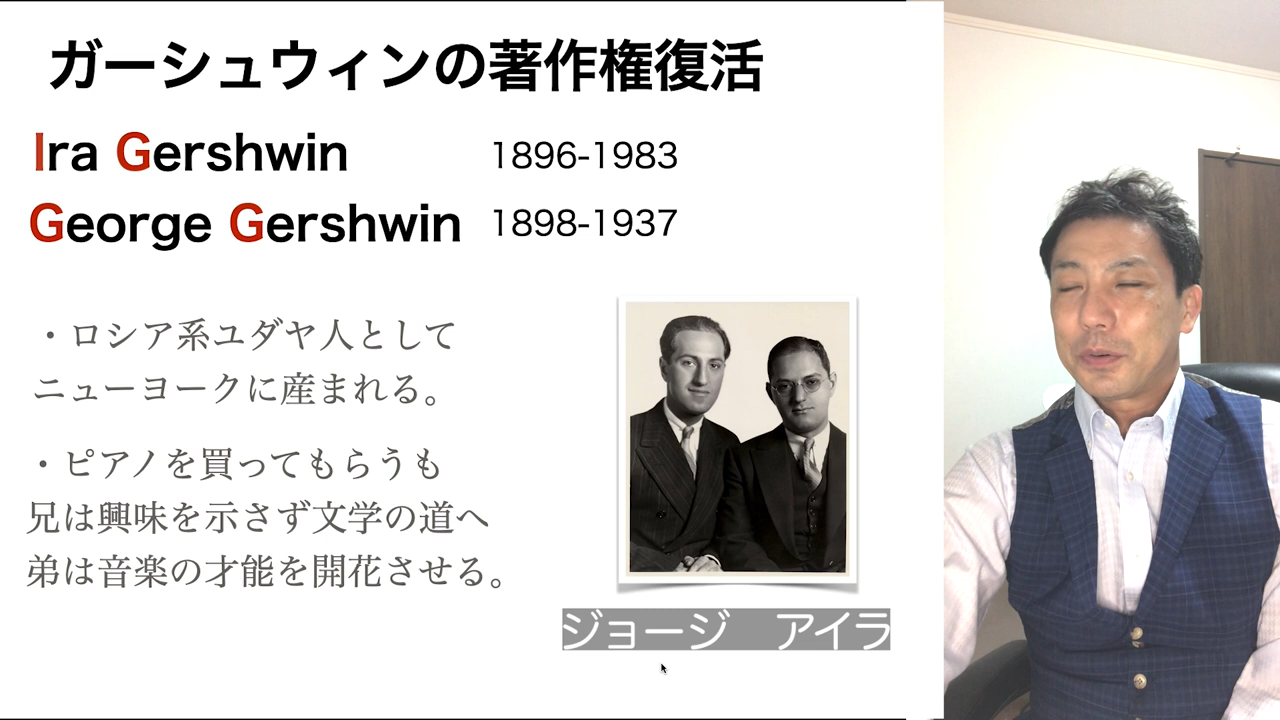 ガーシュウィンの著作権復活
Ira Gershwin 1896-1983
George Gershwin 1898-1937
・ロシア系ユダヤ人として
ニューヨークに産まれる。
・ピアノを買ってもらうも
兄は興味を示さず文学の道へ
弟は音楽の才能を開花させる。
ジョージ　アイラ